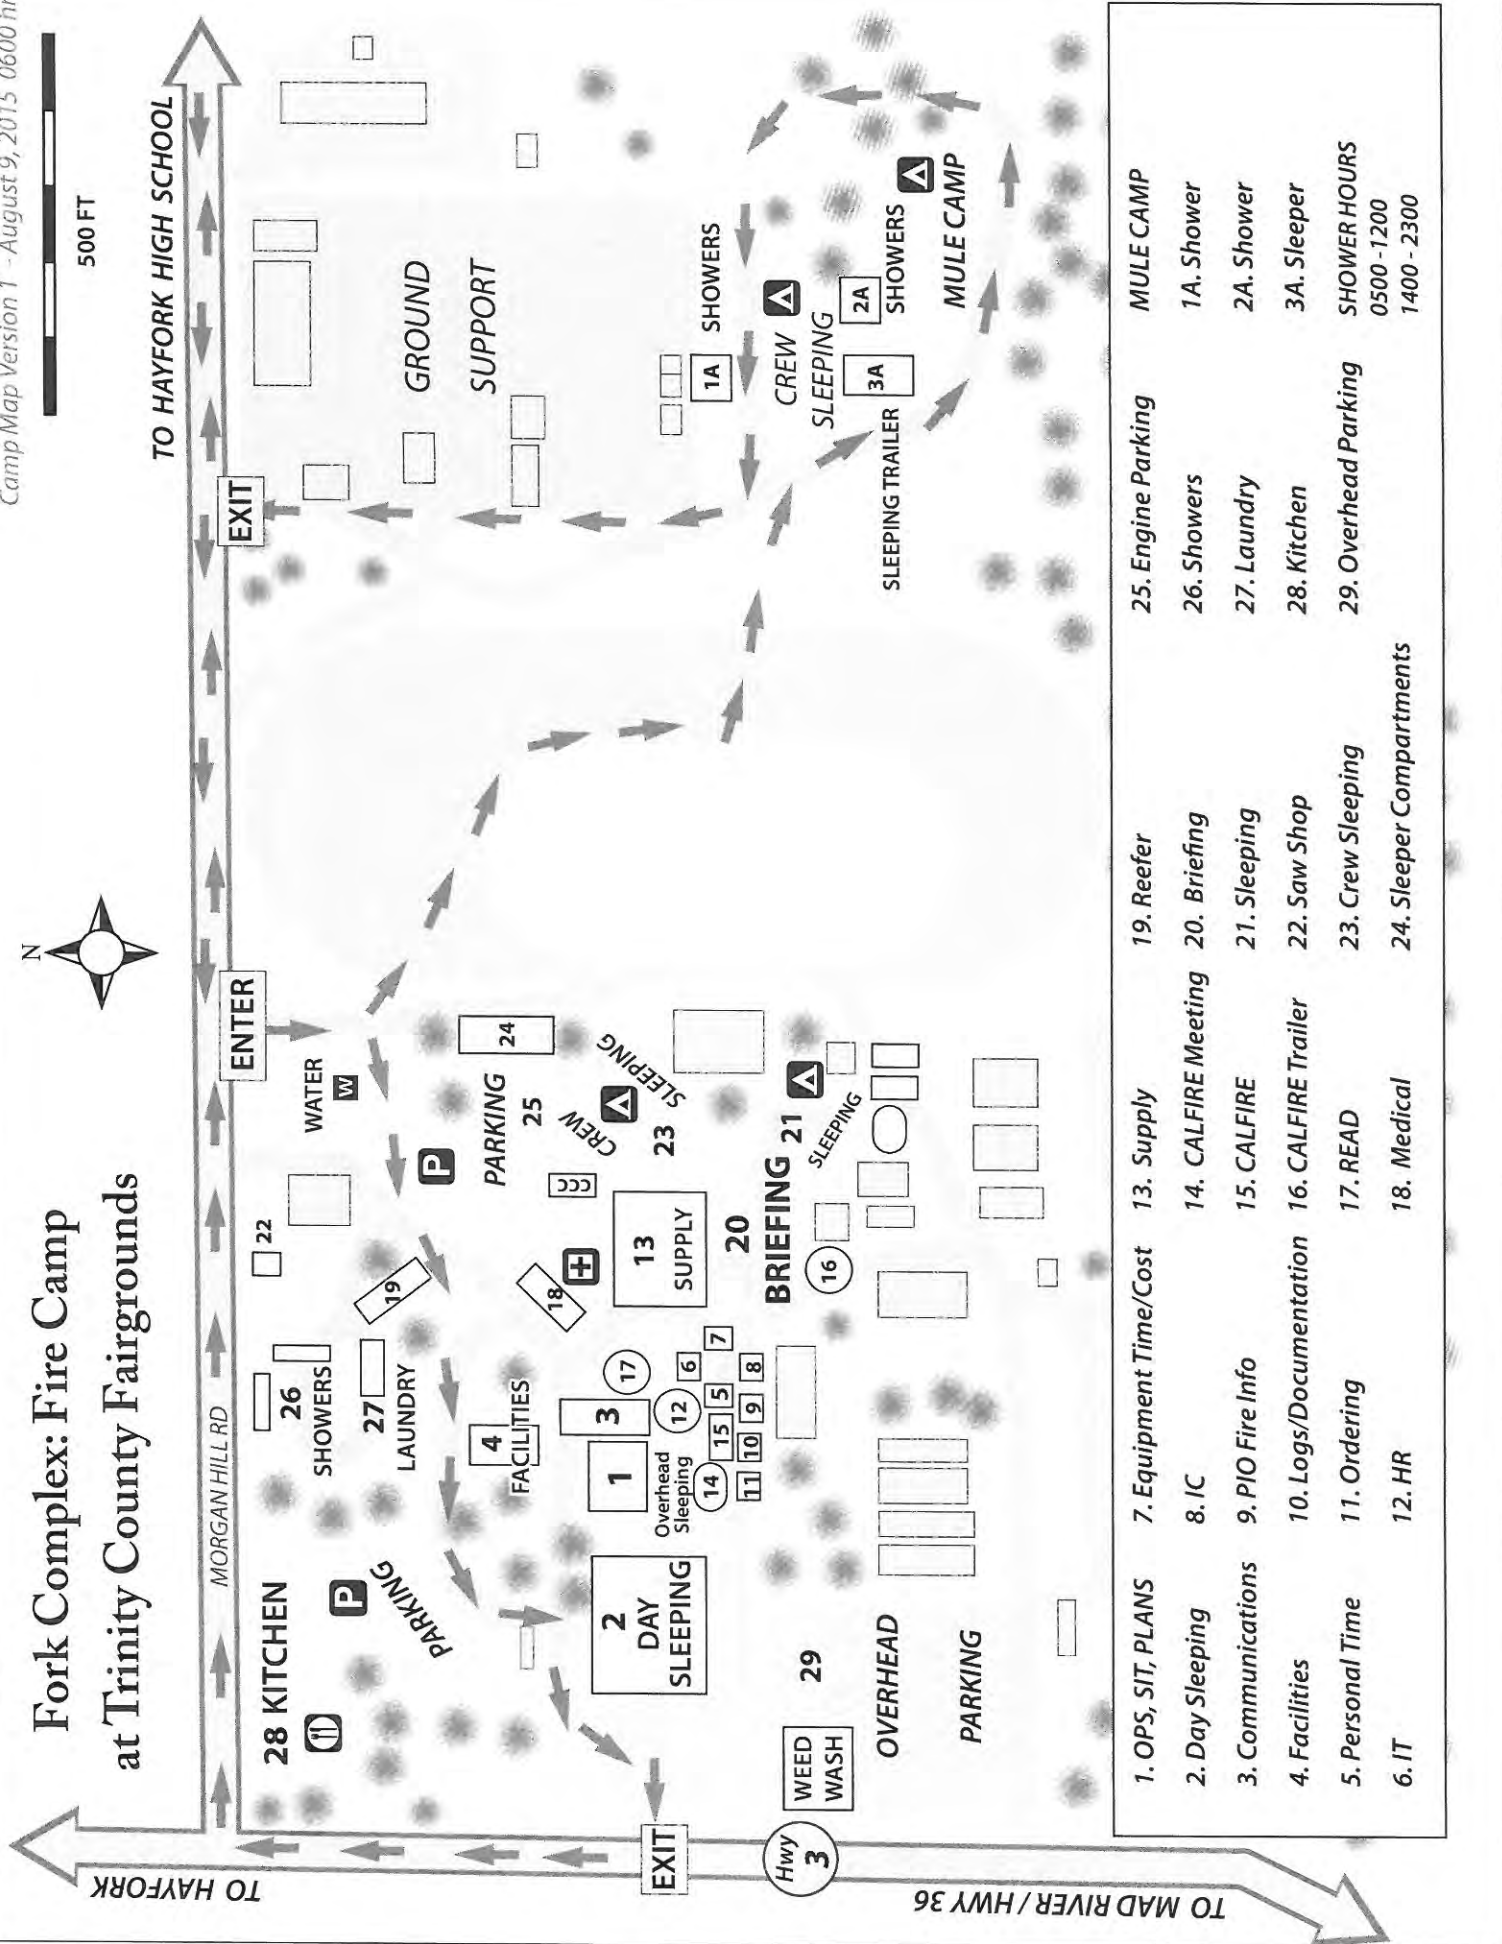 Fork Complex: Fire Camp
at Trinity County Fairgrounds
N
Camp Map Version 1 - August 9, 2015 0600 hr
500 FT
TO HAYFORK
MORGAN HILL RD
TO HAYFORK HIGH SCHOOL
ENTER
EXIT
28 KITCHEN
P
PARKING
26
SHOWERS
27
LAUNDRY
22
19
WATER
W
P
PARKING
25
24
4
FACILITIES
18
CCC
CREW
SLEEPING
23
GROUND
SUPPORT
2
DAY
SLEEPING
1
3
17
13
SUPPLY
Overhead
Sleeping
12
6
7
14
15
5
11
10
9
8
20
BRIEFING
21
SLEEPING
16
1A
SHOWERS
CREW
SLEEPING
2A
SHOWERS
3A
SLEEPING TRAILER
MULE CAMP
EXIT
Hwy
3
WEED
WASH
29
OVERHEAD
PARKING
TO MAD RIVER / HWY 36
1. OPS, SIT, PLANS
2. Day Sleeping
3. Communications
4. Facilities
5. Personal Time
6. IT
7. Equipment Time/Cost
8. IC
9. PIO Fire Info
10. Logs/Documentation
11. Ordering
12. HR
13. Supply
14. CALFIRE Meeting
15. CALFIRE
16. CALFIRE Trailer
17. READ
18. Medical
19. Reefer
20. Briefing
21. Sleeping
22. Saw Shop
23. Crew Sleeping
24. Sleeper Compartments
25. Engine Parking
26. Showers
27. Laundry
28. Kitchen
29. Overhead Parking
MULE CAMP
1A. Shower
2A. Shower
3A. Sleeper
SHOWER HOURS
0500 - 1200
1400 - 2300